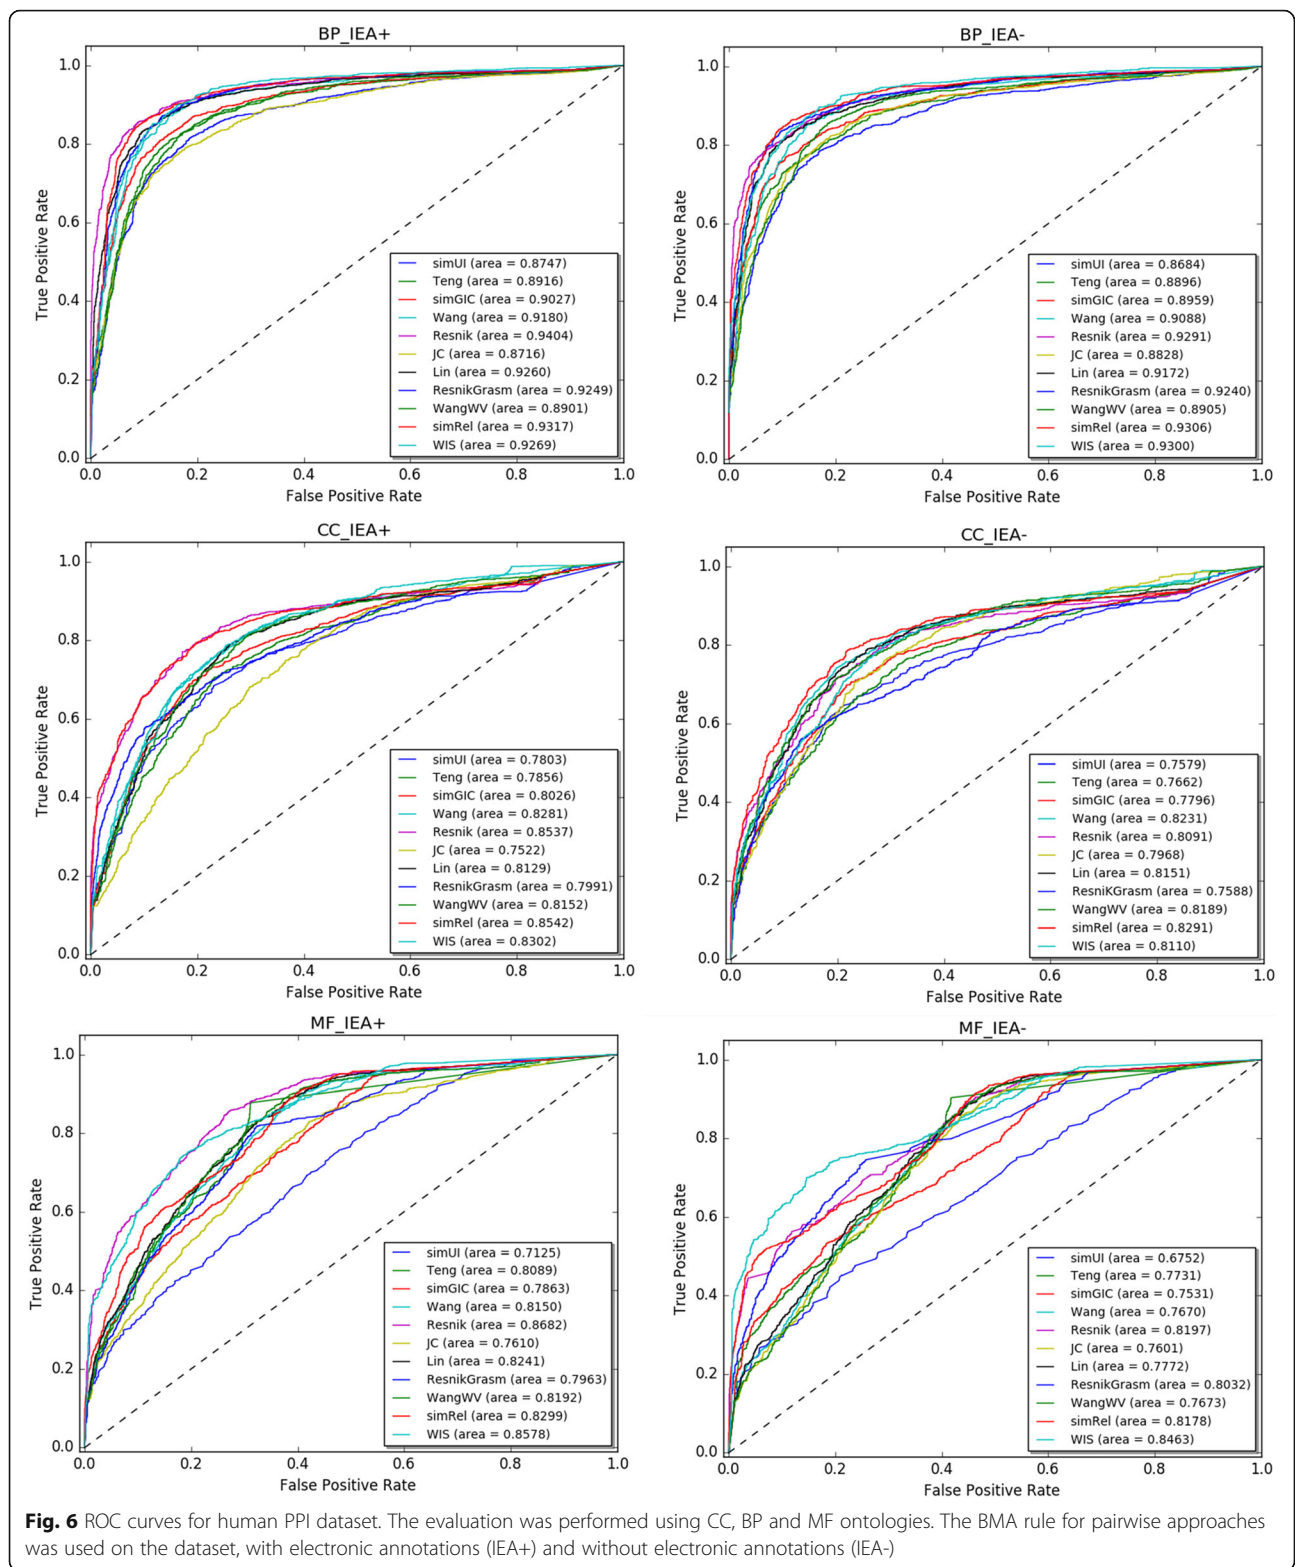 BP_IEA+
True Positive Rate
1.0
0.8
0.6
0.4
0.2
0.0
simUI (area = 0.8747)
Teng (area = 0.8916)
simGIC (area = 0.9027)
Wang (area = 0.9180)
Resnik (area = 0.9404)
JC (area = 0.8716)
Lin (area = 0.9260)
ResnikGrasm (area = 0.9249)
WangWV (area = 0.8901)
simRel (area = 0.9317)
WIS (area = 0.9269)
0.0 0.2 0.4 0.6 0.8 1.0
False Positive Rate
BP_IEA-
True Positive Rate
1.0
0.8
0.6
0.4
0.2
0.0
simUI (area = 0.8684)
Teng (area = 0.8896)
simGIC (area = 0.8959)
Wang (area = 0.9088)
Resnik (area = 0.9291)
JC (area = 0.8828)
Lin (area = 0.9172)
ResnikGrasm (area = 0.9240)
WangWV (area = 0.8905)
simRel (area = 0.9306)
WIS (area = 0.9300)
0.0 0.2 0.4 0.6 0.8 1.0
False Positive Rate
CC_IEA+
True Positive Rate
1.0
0.8
0.6
0.4
0.2
0.0
simUI (area = 0.7803)
Teng (area = 0.7856)
simGIC (area = 0.8026)
Wang (area = 0.8281)
Resnik (area = 0.8537)
JC (area = 0.7522)
Lin (area = 0.8129)
ResnikGrasm (area = 0.7991)
WangWV (area = 0.8152)
simRel (area = 0.8542)
WIS (area = 0.8302)
0.0 0.2 0.4 0.6 0.8 1.0
False Positive Rate
CC_IEA-
True Positive Rate
1.0
0.8
0.6
0.4
0.2
0.0
simUI (area = 0.7579)
Teng (area = 0.7662)
simGIC (area = 0.7796)
Wang (area = 0.8231)
Resnik (area = 0.8091)
JC (area = 0.7968)
Lin (area = 0.8151)
ResniKGrasm (area = 0.7588)
WangWV (area = 0.8189)
simRel (area = 0.8291)
WIS (area = 0.8110)
0.0 0.2 0.4 0.6 0.8 1.0
False Positive Rate
MF_IEA+
True Positive Rate
1.0
0.8
0.6
0.4
0.2
0.0
simUI (area = 0.7125)
Teng (area = 0.8089)
simGIC (area = 0.7863)
Wang (area = 0.8150)
Resnik (area = 0.8682)
JC (area = 0.7610)
Lin (area = 0.8241)
ResnikGrasm (area = 0.7963)
WangWV (area = 0.8192)
simRel (area = 0.8299)
WIS (area = 0.8578)
0.0 0.2 0.4 0.6 0.8 1.0
False Positive Rate
MF_IEA-
True Positive Rate
1.0
0.8
0.6
0.4
0.2
0.0
simUI (area = 0.6752)
Teng (area = 0.7731)
simGIC (area = 0.7531)
Wang (area = 0.7670)
Resnik (area = 0.8197)
JC (area = 0.7601)
Lin (area = 0.7772)
ResnikGrasm (area = 0.8032)
WangWV (area = 0.7673)
simRel (area = 0.8178)
WIS (area = 0.8463)
0.0 0.2 0.4 0.6 0.8 1.0
False Positive Rate
Fig. 6 ROC curves for human PPI dataset. The evaluation was performed using CC, BP and MF ontologies. The BMA rule for pairwise approaches
was used on the dataset, with electronic annotations (IEA+) and without electronic annotations (IEA-)